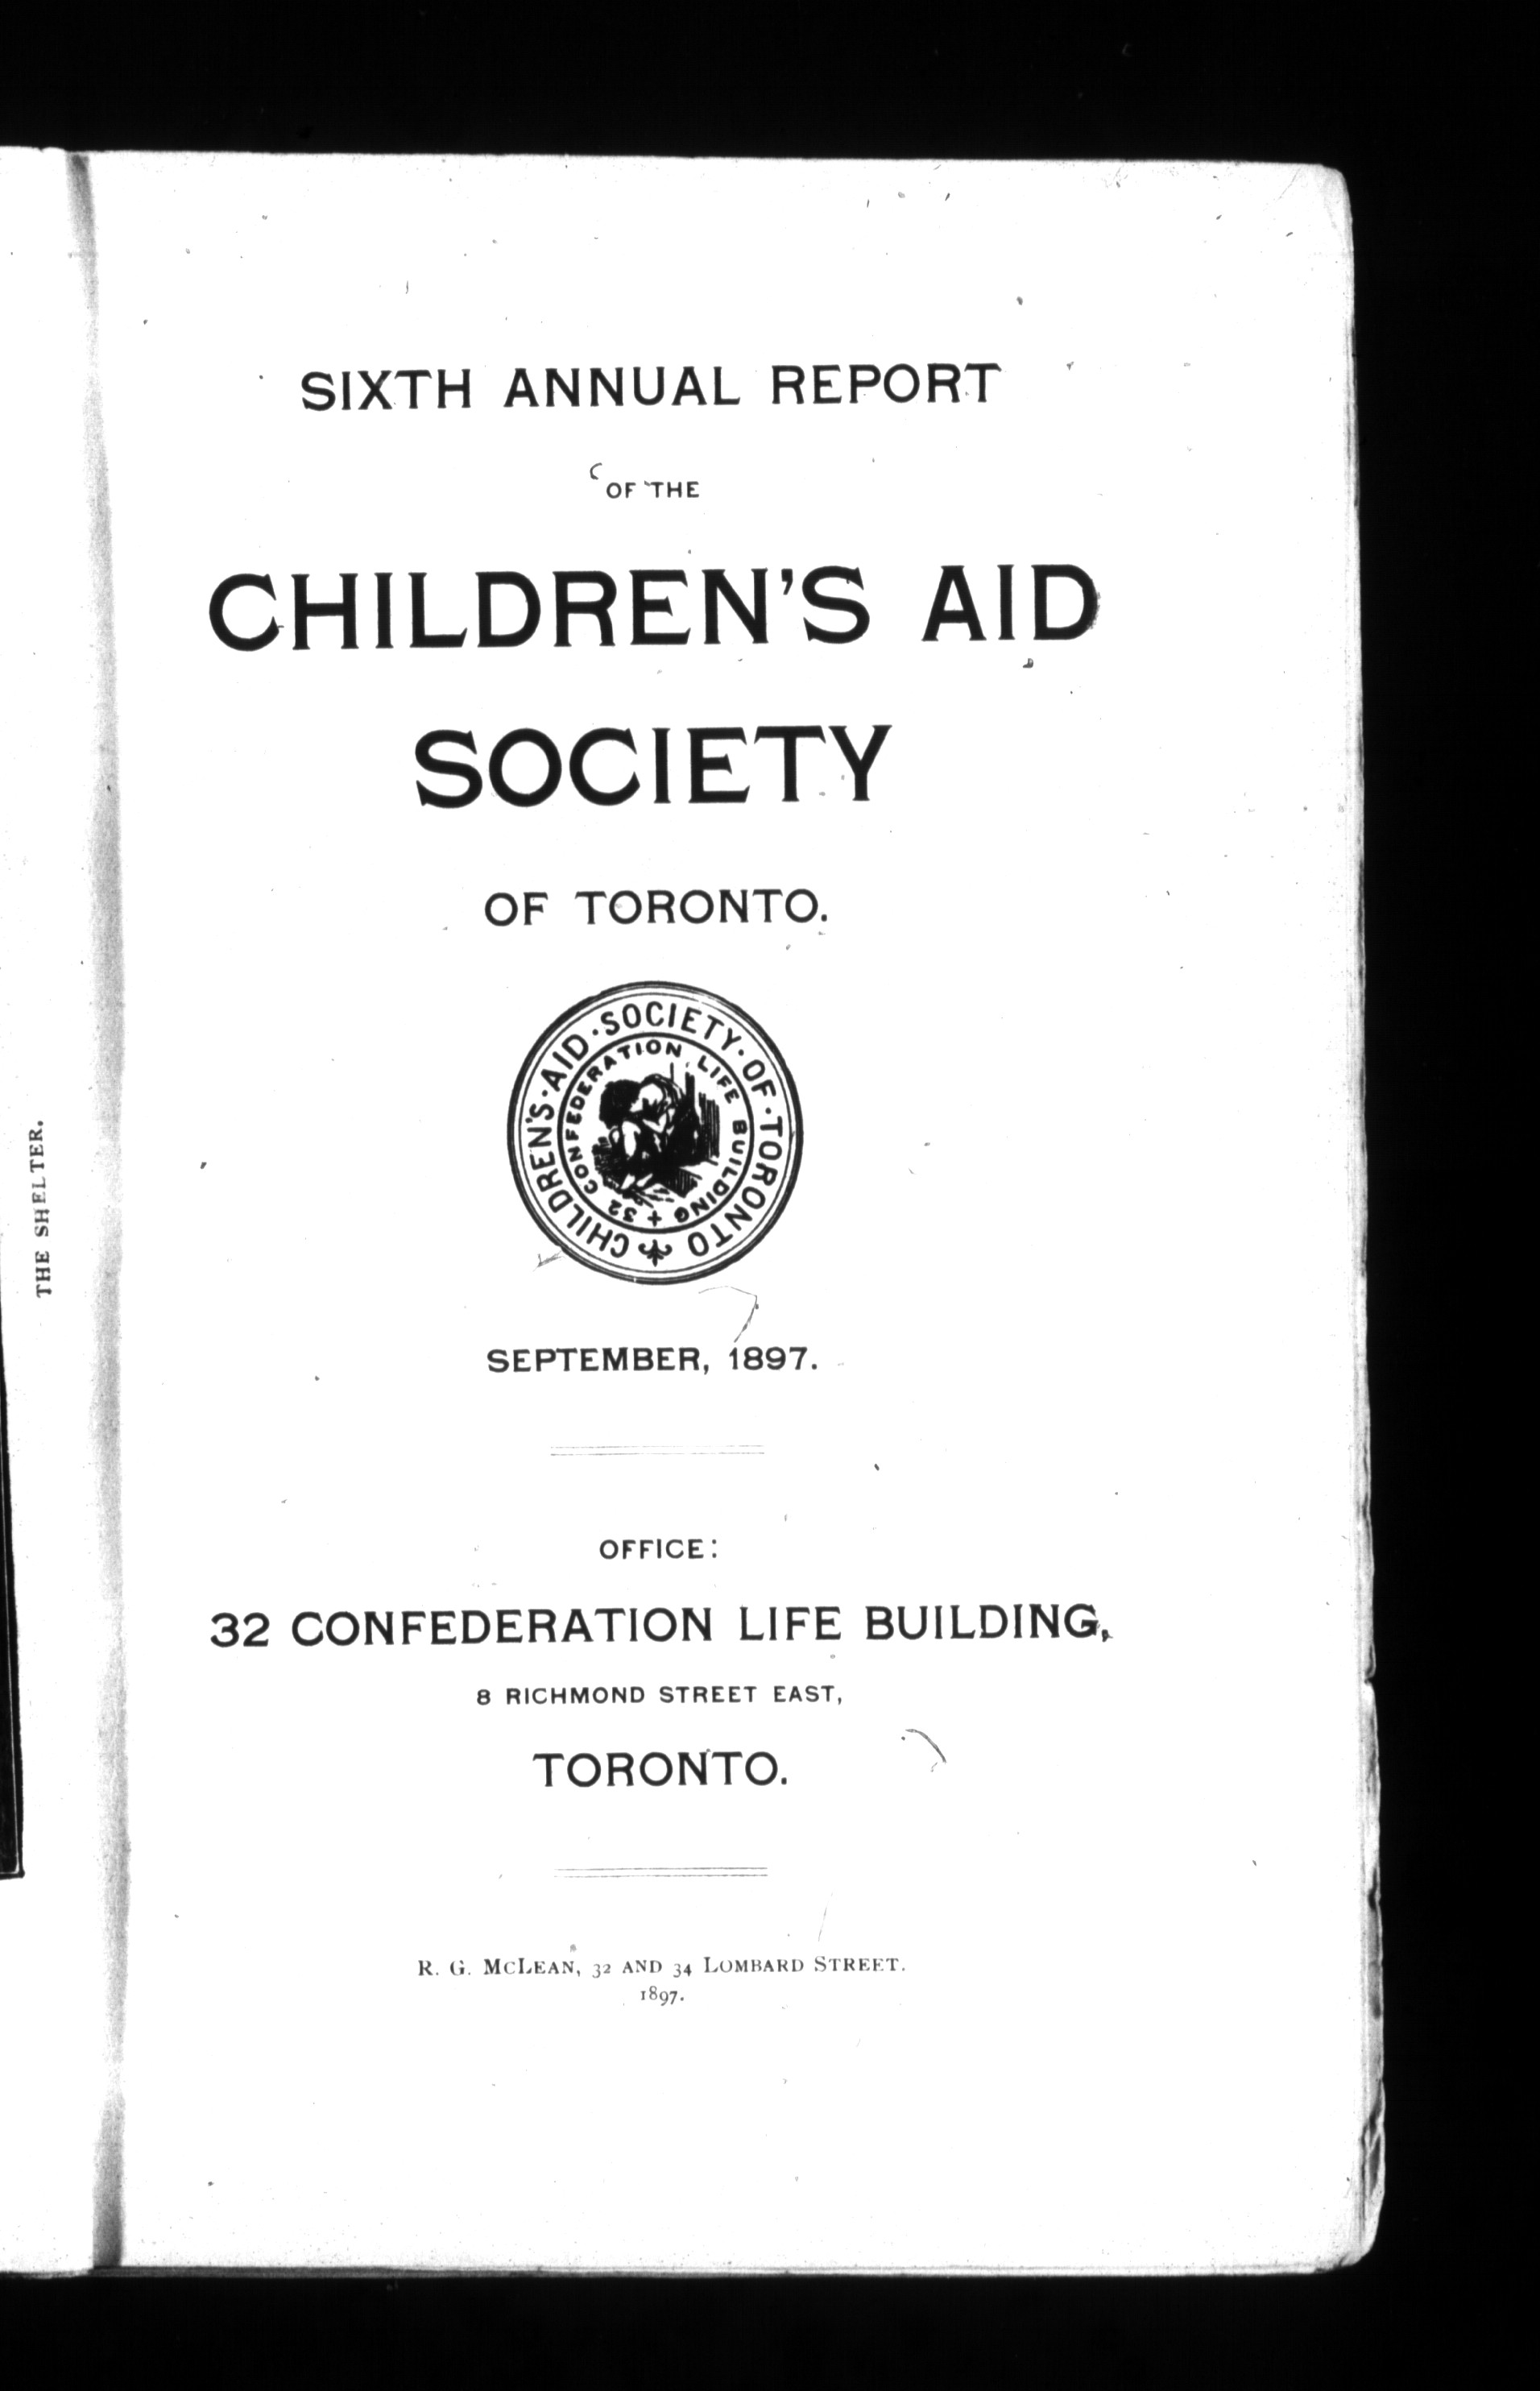 THE SHELTER.
SIXTH ANNUAL REPORT
OF THE
CHILDREN'S AID
SOCIETY
OF TORONTO.
CHILDREN'S·AID·SOCIETY·OF·TORONTO
32 CONFEDERATION LIFE BUILDING
SEPTEMBER, 1897.
OFFICE:
32 CONFEDERATION LIFE BUILDING,
8 RICHMOND STREET EAST,
TORONTO.
R. G. MCLEAN, 32 AND 34 LOMBARD STREET.
1897.